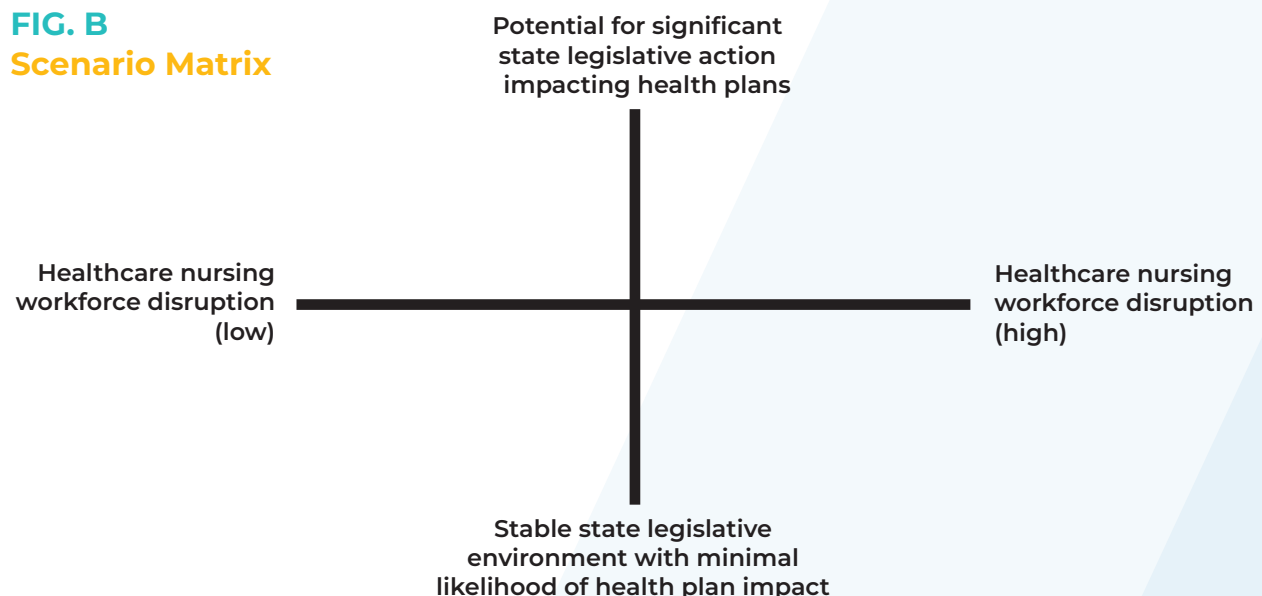 FIG. B
Scenario Matrix
Potential for significant
state legislative action
impacting health plans
Healthcare nursing
workforce disruption
(low)
Healthcare nursing
workforce disruption
(high)
Stable state legislative
environment with minimal
likelihood of health plan impact